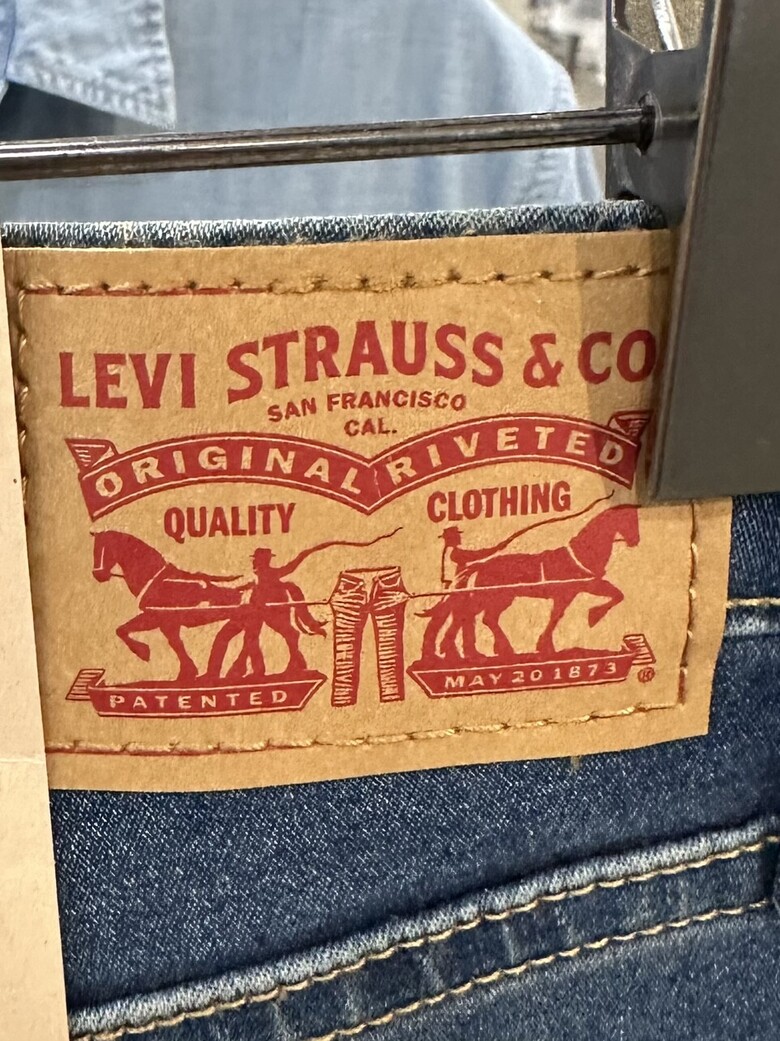 LEVI STRAUSS & CO
SAN FRANCISCO
CAL.
ORIGINAL RIVETED
QUALITY CLOTHING
PATENTED MAY 20 1873 ®